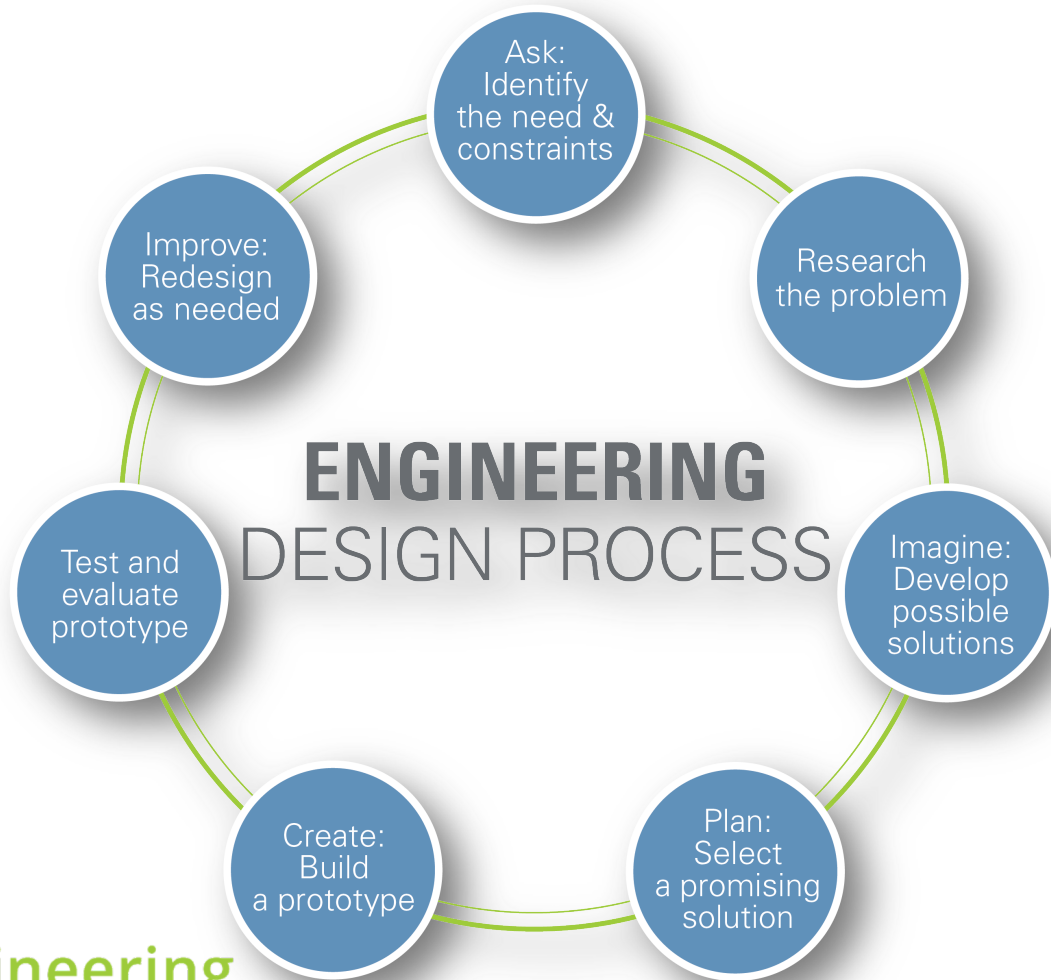 Ask:
Identify
the need &
constraints
Research
the problem
Imagine:
Develop
possible
solutions
Plan:
Select
a promising
solution
Create:
Build
a prototype
Test and
evaluate
prototype
Improve:
Redesign
as needed
ENGINEERING
DESIGN PROCESS